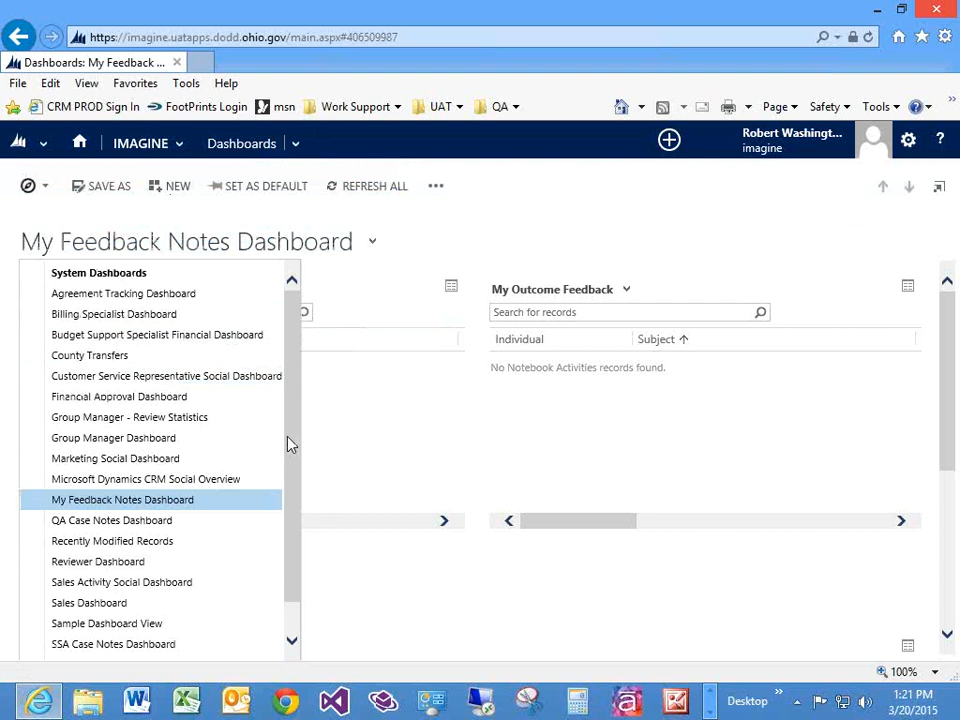 https://imagine.uatapps.dodd.ohio.gov/main.aspx#406509987
Dashboards: My Feedback ...
File Edit View Favorites Tools Help
CRM PROD Sign In FootPrints Login msn Work Support UAT QA Page Safety Tools
IMAGINE Dashboards Robert Washingt...
imagine
SAVE AS NEW SET AS DEFAULT REFRESH ALL
My Feedback Notes Dashboard
System Dashboards
Agreement Tracking Dashboard
Billing Specialist Dashboard
Budget Support Specialist Financial Dashboard
County Transfers
Customer Service Representative Social Dashboard
Financial Approval Dashboard
Group Manager - Review Statistics
Group Manager Dashboard
Marketing Social Dashboard
Microsoft Dynamics CRM Social Overview
My Feedback Notes Dashboard
QA Case Notes Dashboard
Recently Modified Records
Reviewer Dashboard
Sales Activity Social Dashboard
Sales Dashboard
Sample Dashboard View
SSA Case Notes Dashboard
My Outcome Feedback
Search for records
Individual Subject
No Notebook Activities records found.
100%
Desktop
1:21 PM
3/20/2015